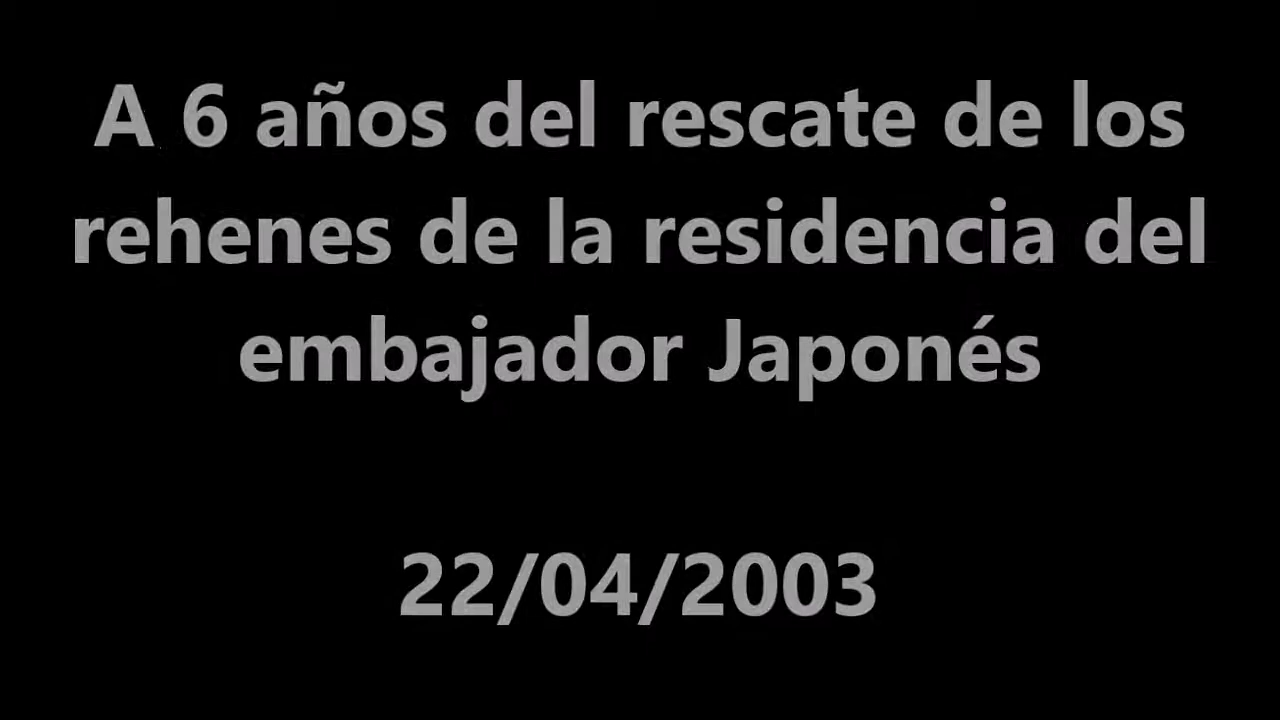 A 6 años del rescate de los
rehenes de la residencia del
embajador Japonés
22/04/2003